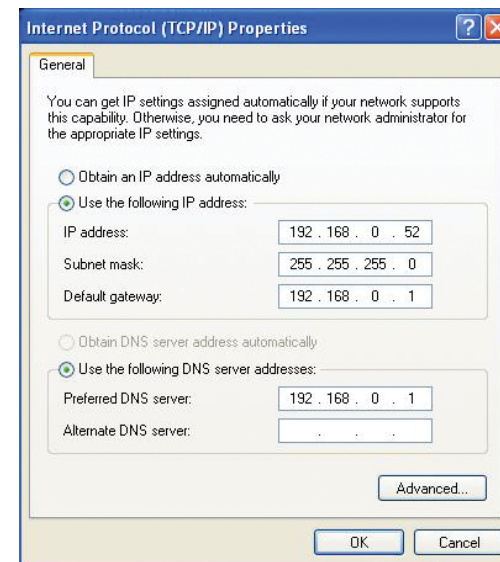 Internet Protocol (TCP/IP) Properties
General
You can get IP settings assigned automatically if your network supports
this capability. Otherwise, you need to ask your network administrator for
the appropriate IP settings.
Obtain an IP address automatically
Use the following IP address:
IP address: 192 . 168 . 0 . 52
Subnet mask: 255 . 255 . 255 . 0
Default gateway: 192 . 168 . 0 . 1
Obtain DNS server address automatically
Use the following DNS server addresses:
Preferred DNS server: 192 . 168 . 0 . 1
Alternate DNS server: . . .
Advanced...
OK Cancel